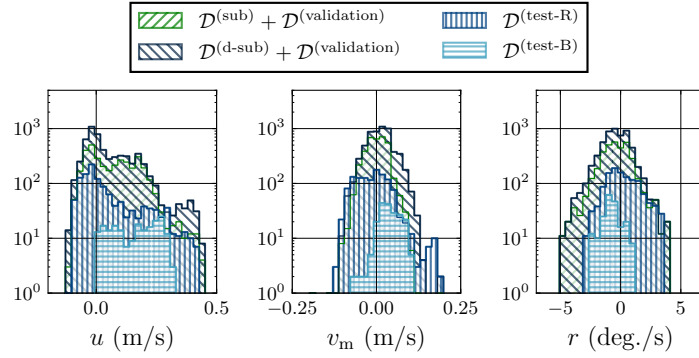 𝒟^(sub) + 𝒟^(validation)
𝒟^(d-sub) + 𝒟^(validation)
𝒟^(test-R)
𝒟^(test-B)
10^3
10^2
10^1
10^0
0.0 0.5
u (m/s)
10^3
10^2
10^1
10^0
−0.25 0.00 0.25
v_m (m/s)
10^3
10^2
10^1
10^0
−5 0 5
r (deg./s)